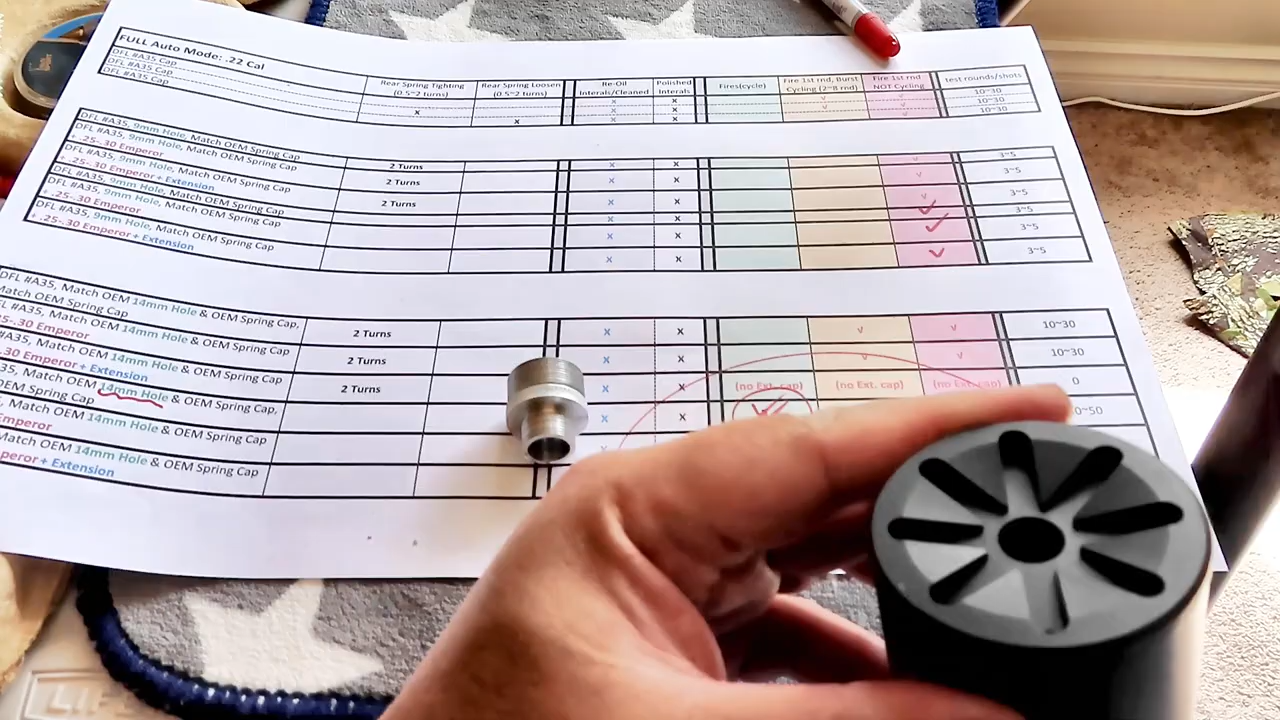 FULL Auto Mode: .22 Cal
Rear Spring Tighting (0.5~2 turns)
Rear Spring Loosen (0.5~2 turns)
Re-Oil Interals/Cleaned
Polished Interals
Fires(cycle)
Fire 1st rnd, Burst Cycling (2~8 rnd)
Fire 1st rnd NOT Cycling
test rounds/shots
DFL #A35 Cap x x v v 10~30
DFL #A35 Cap x x x v v 10~30
DFL #A35 Cap x x x v 10~30
DFL #A35, 9mm Hole, Match OEM Spring Cap 2 Turns x x v 3~5
DFL #A35, 9mm Hole, Match OEM Spring Cap
+ .25-.30 Emperor 2 Turns x x v 3~5
DFL #A35, 9mm Hole, Match OEM Spring Cap
+ .25-.30 Emperor + Extension 2 Turns x x v 3~5
DFL #A35, 9mm Hole, Match OEM Spring Cap x x 3~5
DFL #A35, 9mm Hole, Match OEM Spring Cap
+ .25-.30 Emperor x x 3~5
DFL #A35, 9mm Hole, Match OEM Spring Cap
+ .25-.30 Emperor + Extension x x 3~5
DFL #A35, Match OEM 14mm Hole & OEM Spring Cap 2 Turns x x v v 10~30
Match OEM 14mm Hole & OEM Spring Cap,
Emperor 2 Turns x x v v 10~30
#A35, Match OEM 14mm Hole & OEM Spring Cap,
.30 Emperor + Extension 2 Turns x x (no Ext. cap) (no Ext. cap) (no Ext. cap) 0
14mm Hole & OEM Spring Cap x x ~50
Match OEM 14mm Hole & OEM Spring Cap,
Emperor
Match OEM 14mm Hole & OEM Spring Cap
+ Extension